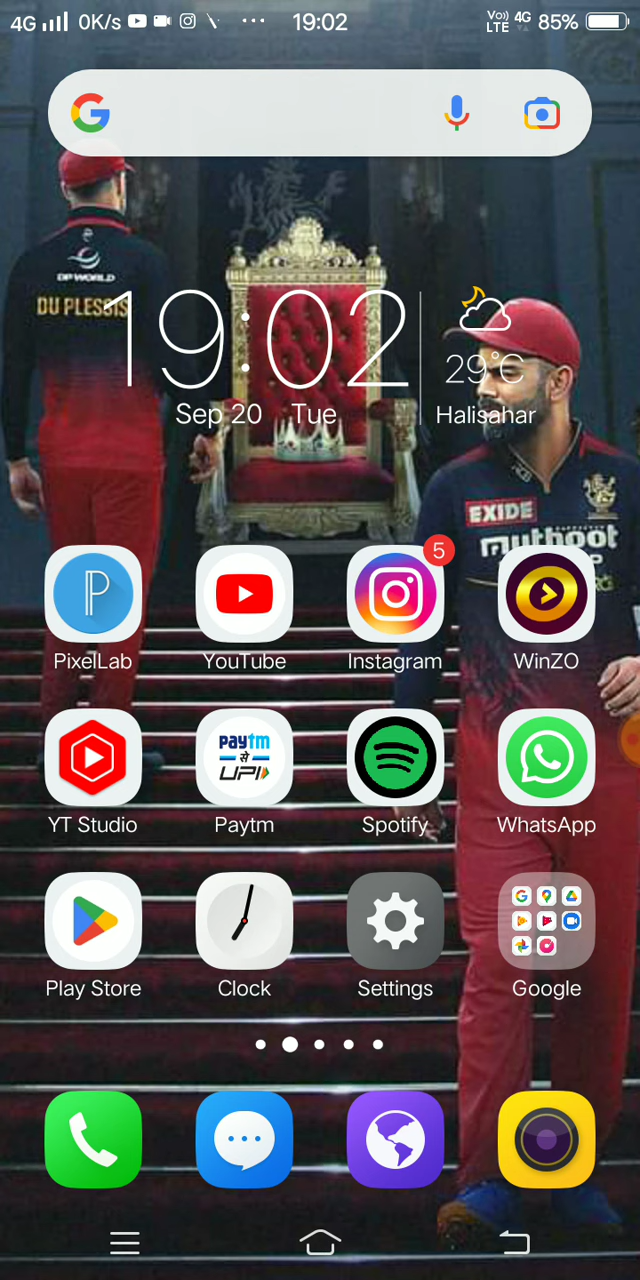 4G 0K/s ... 19:02 Vo)) LTE 4G 85%
DP WORLD
DU PLESSIS
19:02
Sep 20 Tue
29°C
Halisahar
EXIDE
muthoot
5
PixelLab YouTube Instagram WinZO
paytm
से
UPI
YT Studio Paytm Spotify WhatsApp
Play Store Clock Settings Google